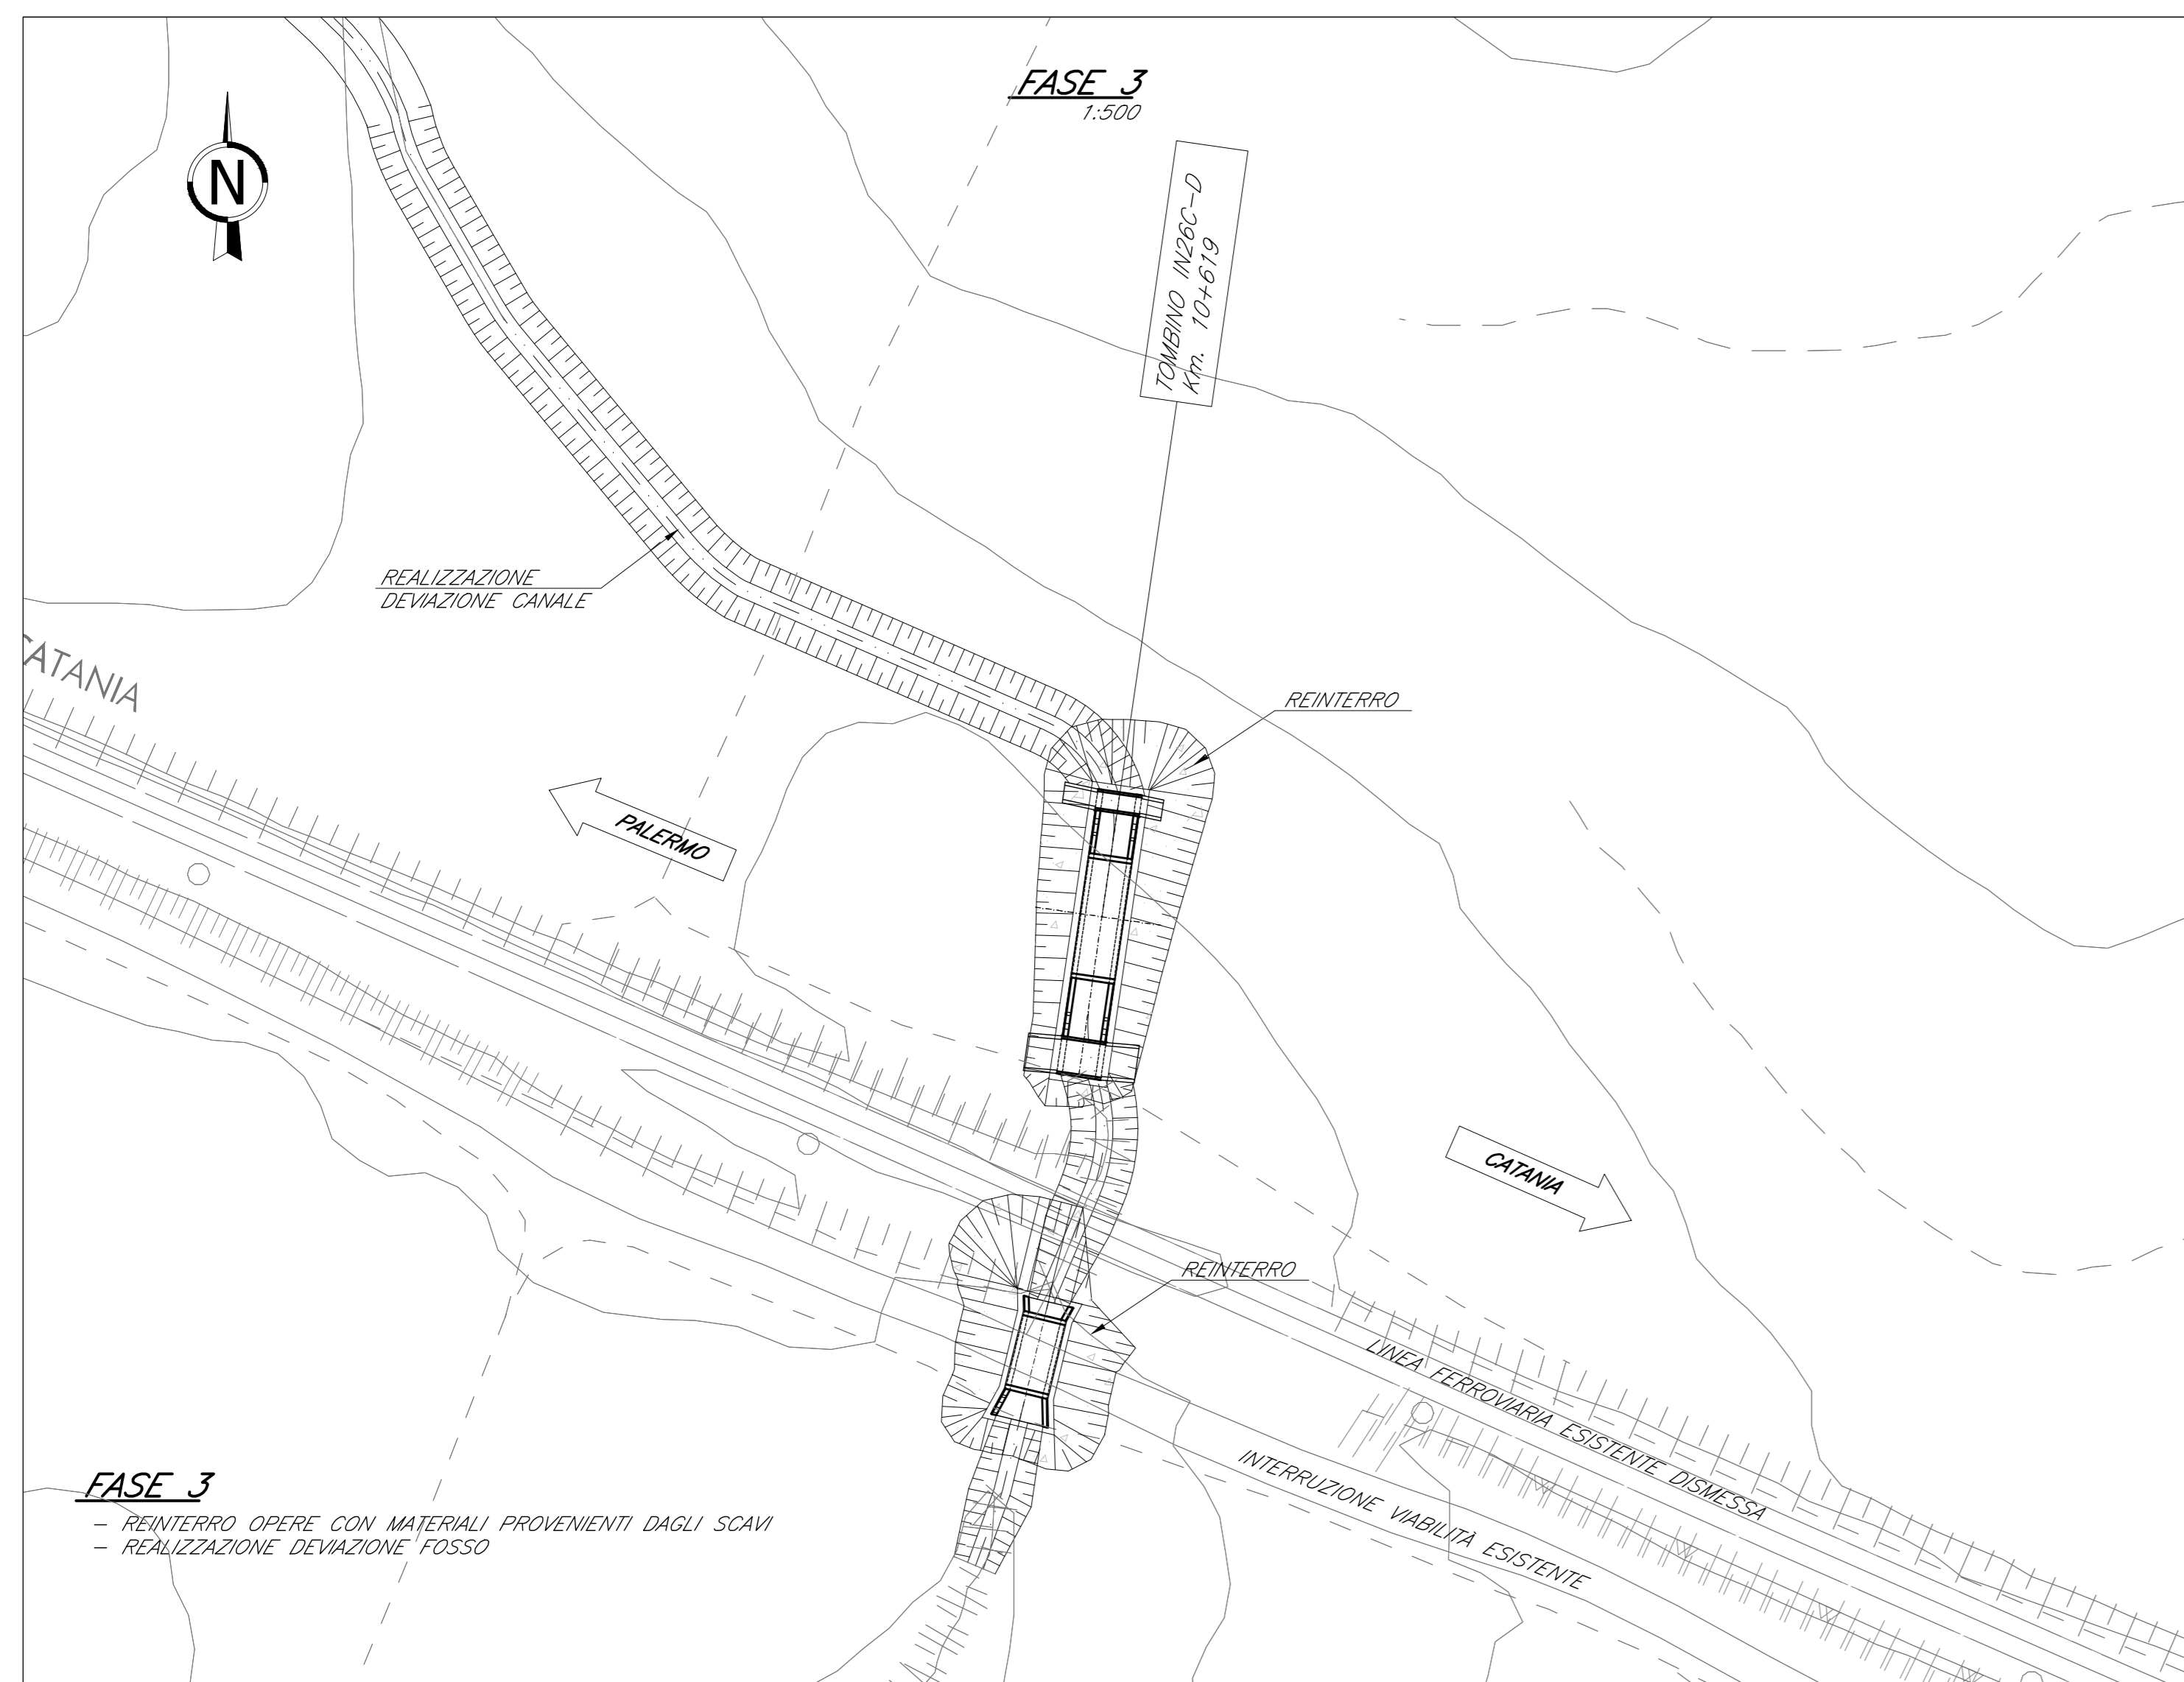 FASE 3
1:500
N
TOMBINO IN26C-D
Km. 10+619
REALIZZAZIONE
DEVIAZIONE CANALE
CATANIA
REINTERRO
PALERMO
CATANIA
REINTERRO
LINEA FERROVIARIA ESISTENTE DISMESSA
INTERRUZIONE VIABILITÀ ESISTENTE
FASE 3
- REINTERRO OPERE CON MATERIALI PROVENIENTI DAGLI SCAVI
- REALIZZAZIONE DEVIAZIONE FOSSO